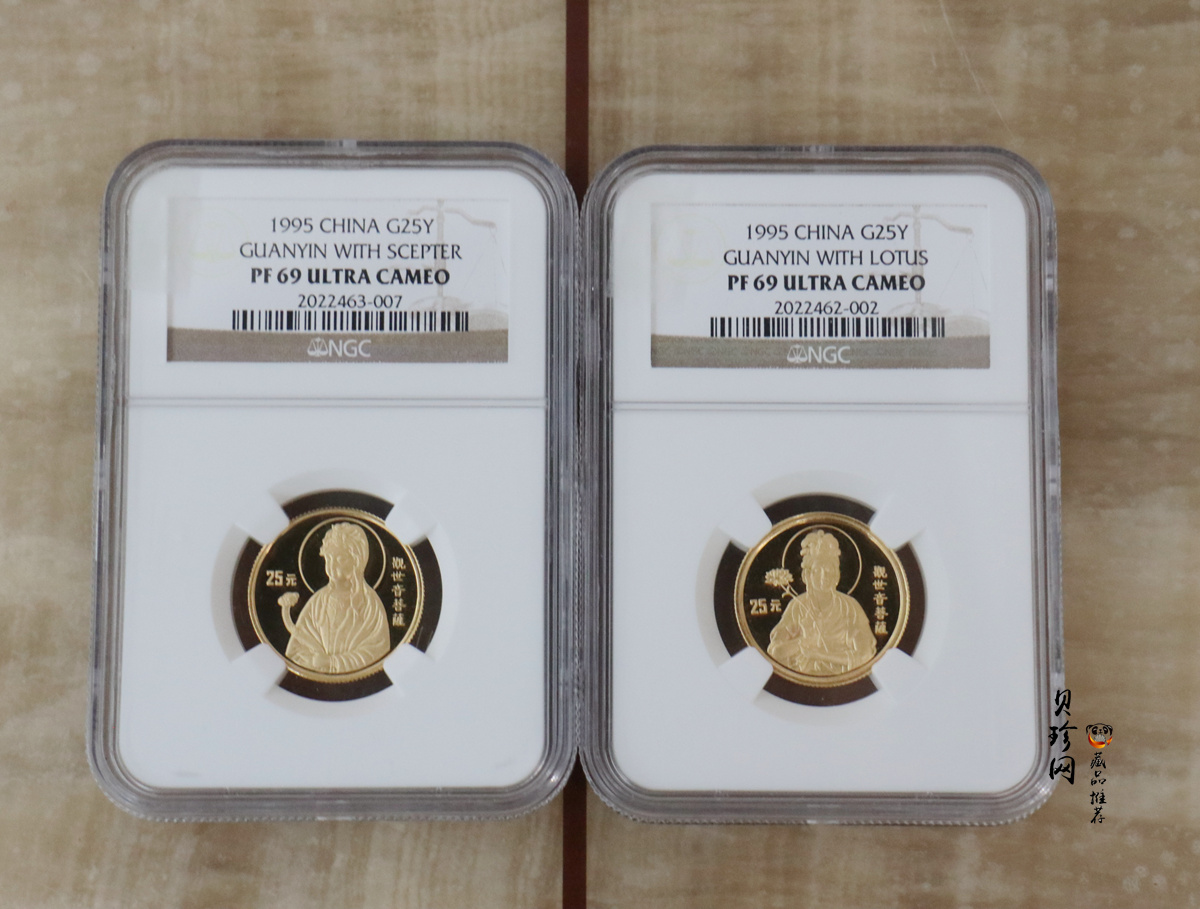 1995 CHINA G25Y
GUANYIN WITH SCEPTER
PF 69 ULTRA CAMEO
2022463-007
NGC
25元
觀世音菩薩
1995 CHINA G25Y
GUANYIN WITH LOTUS
PF 69 ULTRA CAMEO
2022462-002
NGC
25元
觀世音菩薩
贝珍网
藏品推荐